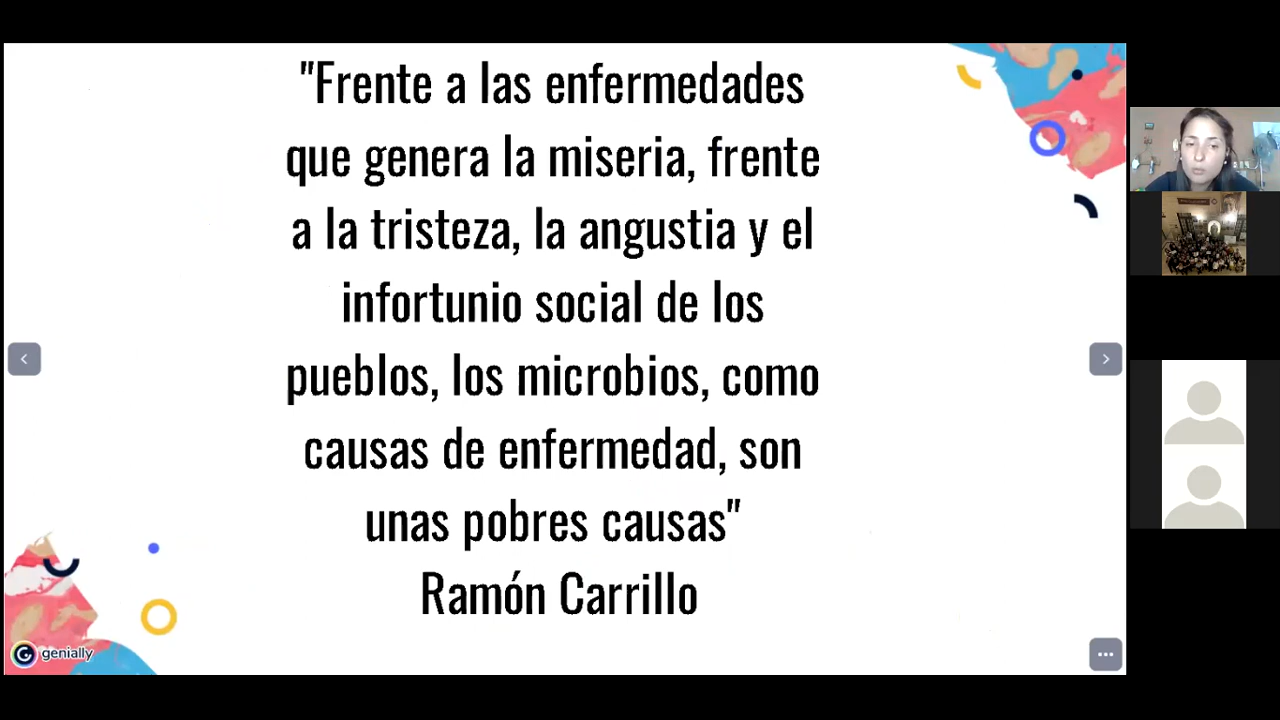 "Frente a las enfermedades
que genera la miseria, frente
a la tristeza, la angustia y el
infortunio social de los
pueblos, los microbios, como
causas de enfermedad, son
unas pobres causas"
Ramón Carrillo
genially